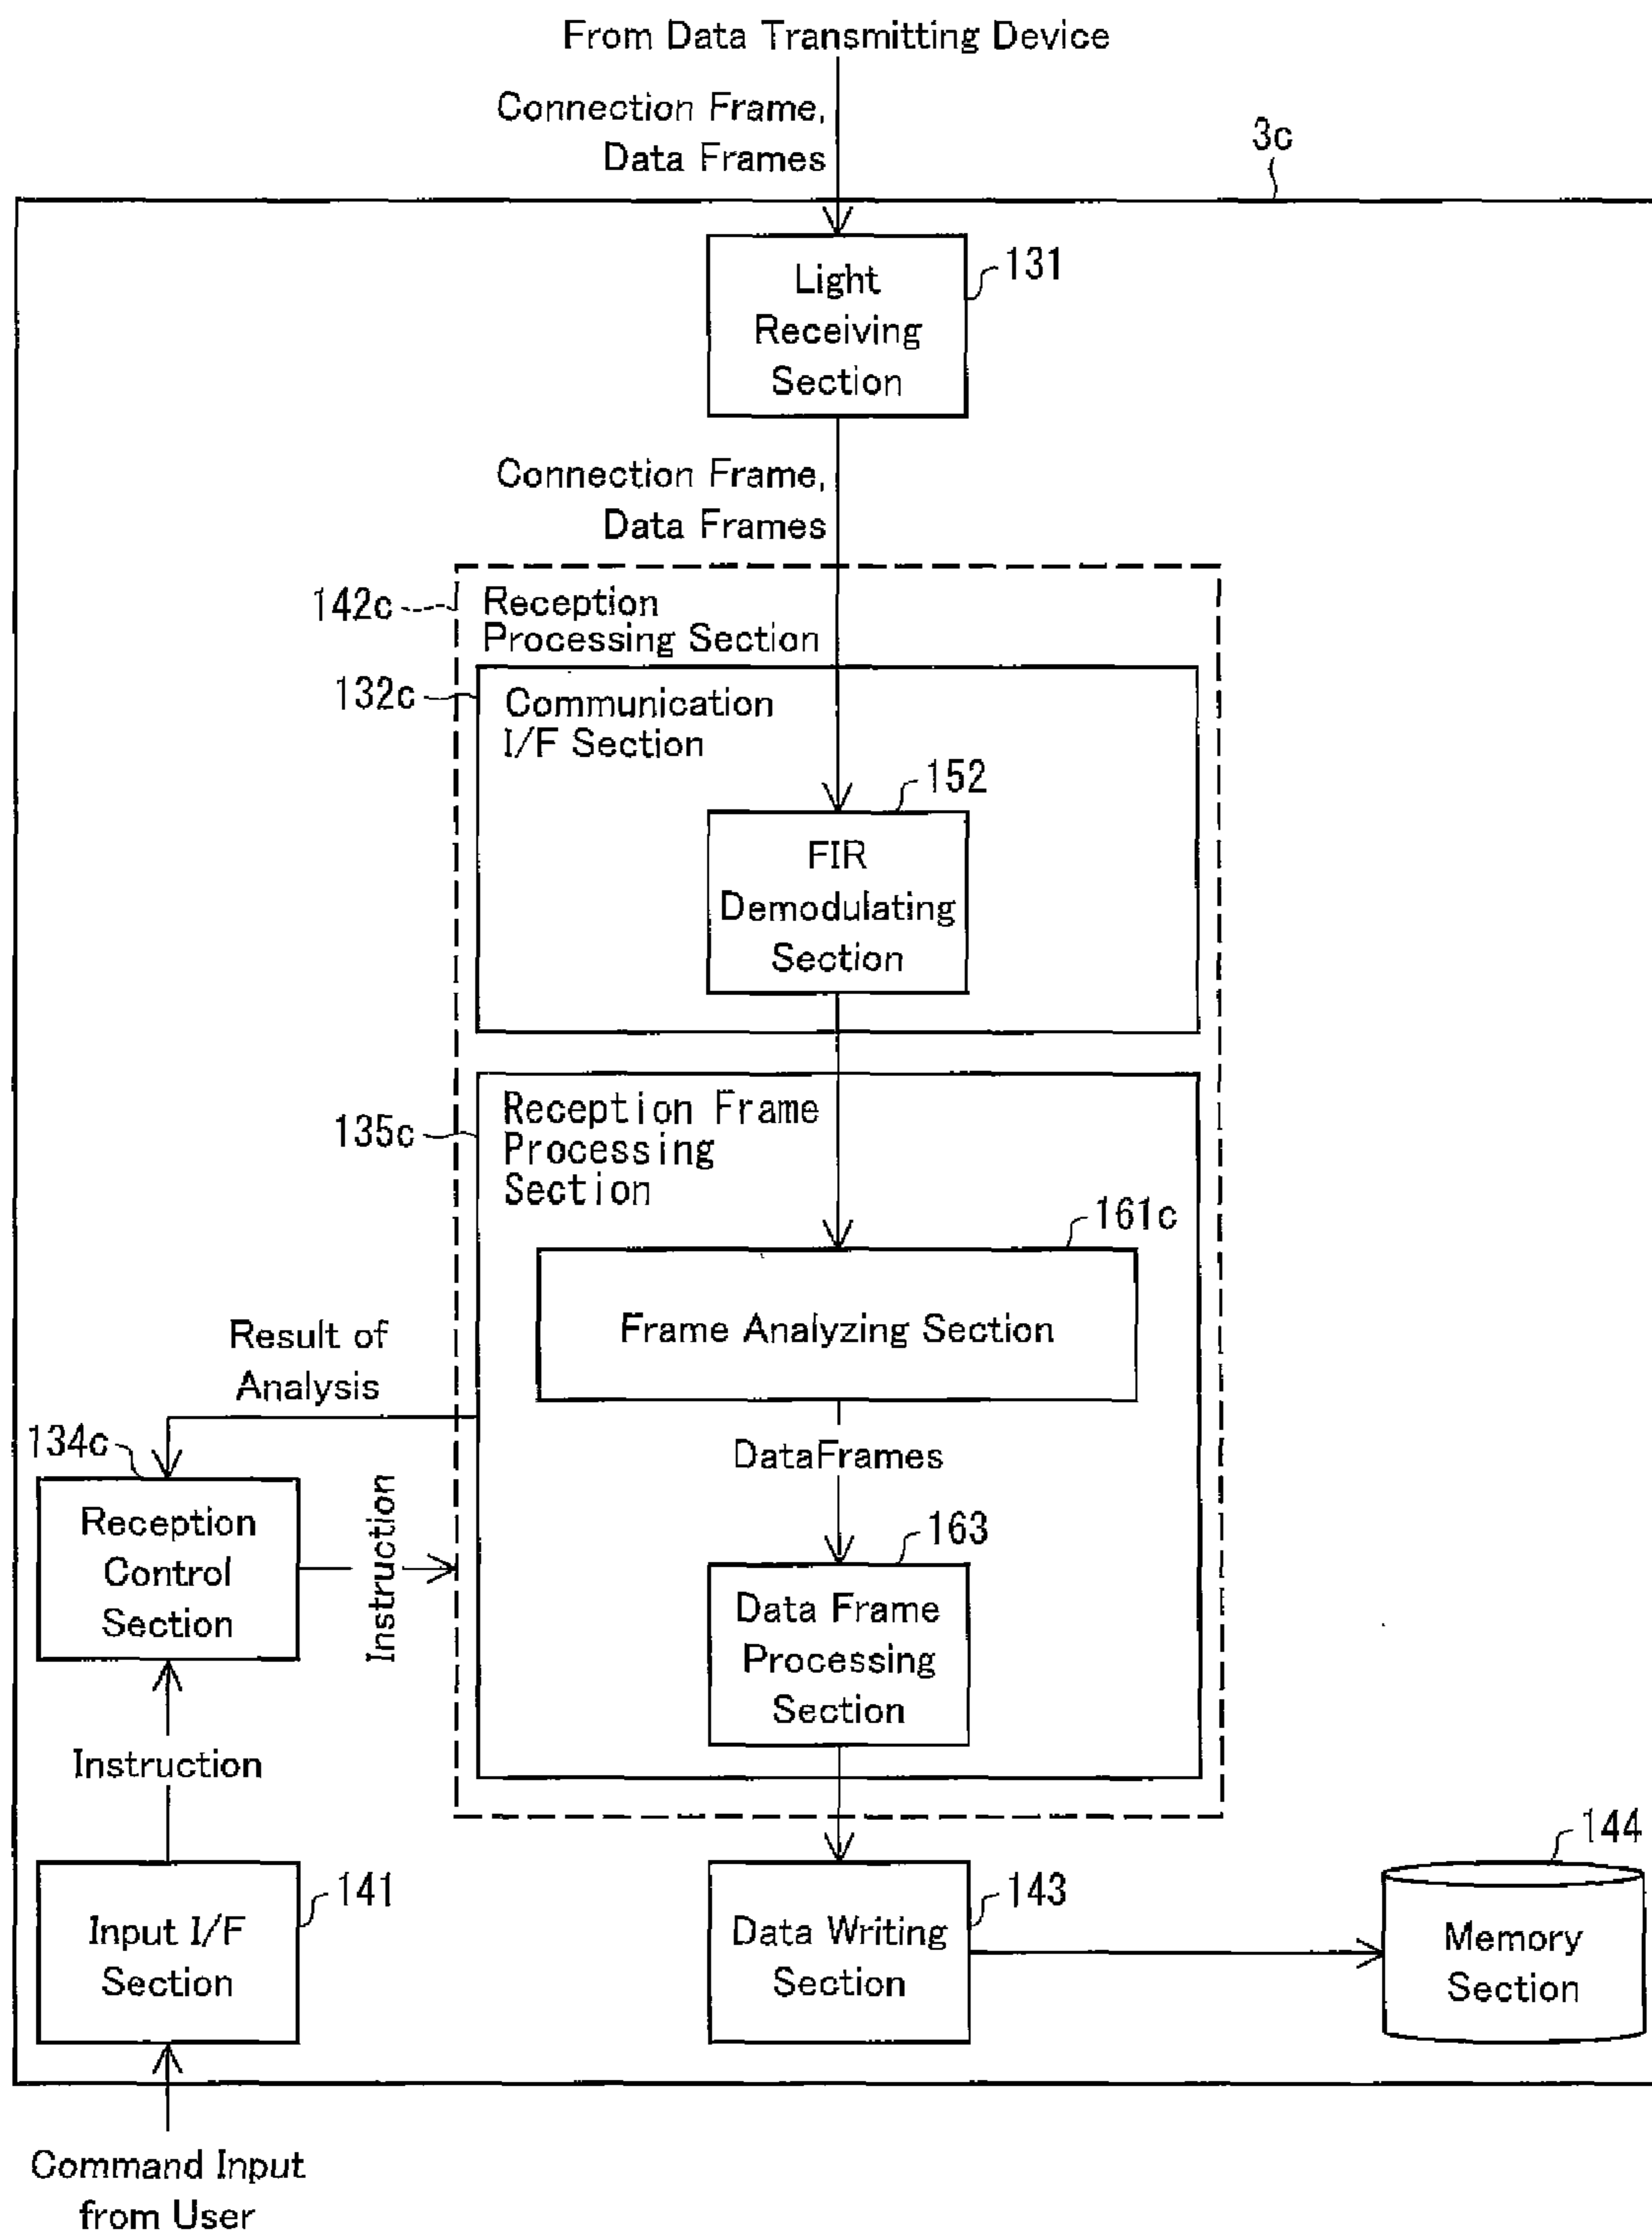 From Data Transmitting Device
Connection Frame,
Data Frames
3c
Light
Receiving
Section
131
Connection Frame,
Data Frames
142c
Reception
Processing Section
132c
Communication
I/F Section
152
FIR
Demodulating
Section
135c
Reception Frame
Processing
Section
161c
Frame Analyzing Section
Result of
Analysis
DataFrames
134c
Reception
Control
Section
Instruction
163
Data Frame
Processing
Section
Instruction
141
Input I/F
Section
143
Data Writing
Section
144
Memory
Section
Command Input
from User